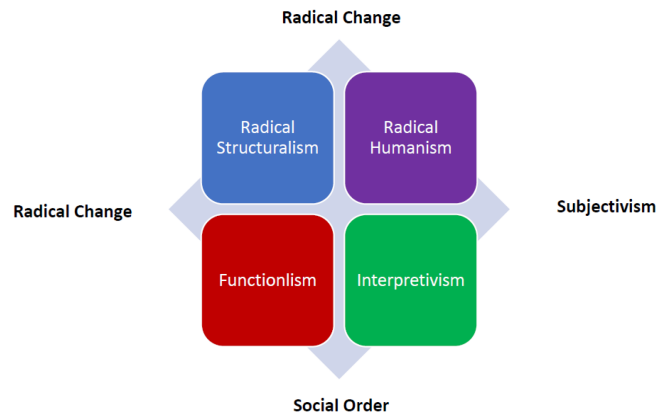 Radical Change
Radical
Structuralism
Radical
Humanism
Radical Change
Subjectivism
Functionlism
Interpretivism
Social Order